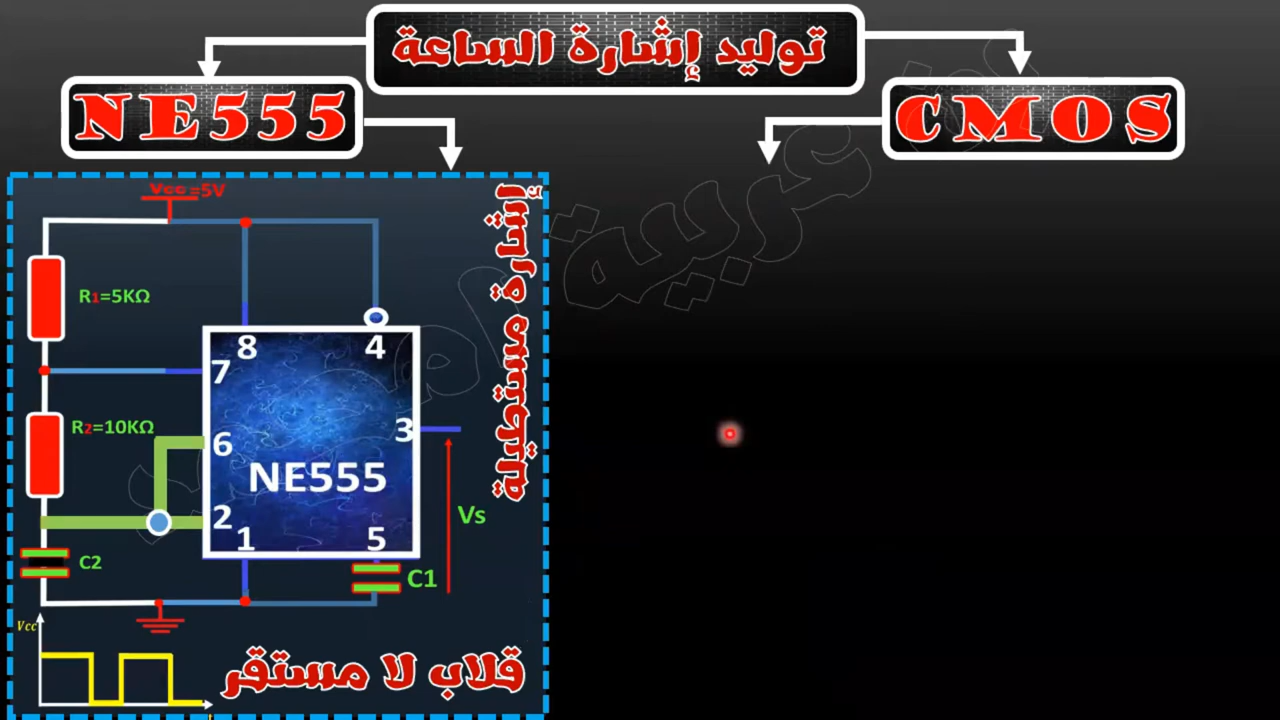 توليد إشارة الساعة
NE555
CMOS
Vcc=5V
إشارة مستطيلة
R1=5KΩ
8
4
7
R2=10KΩ
6
3
NE555
Vs
2
1
5
C2
C1
Vcc
t
قلاب لا مستقر